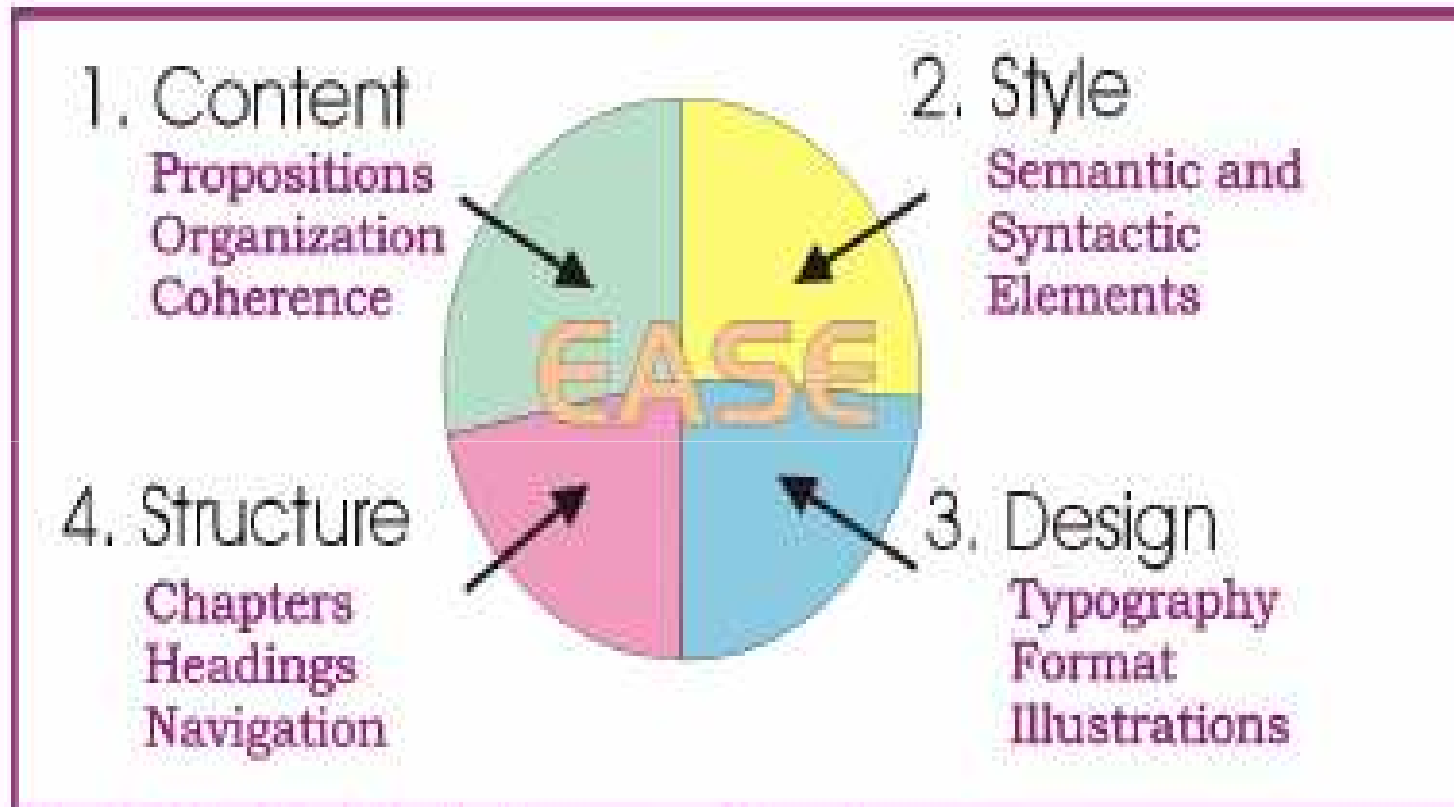 1. Content
Propositions
Organization
Coherence
2. Style
Semantic and
Syntactic
Elements
EASE
4. Structure
Chapters
Headings
Navigation
3. Design
Typography
Format
Illustrations